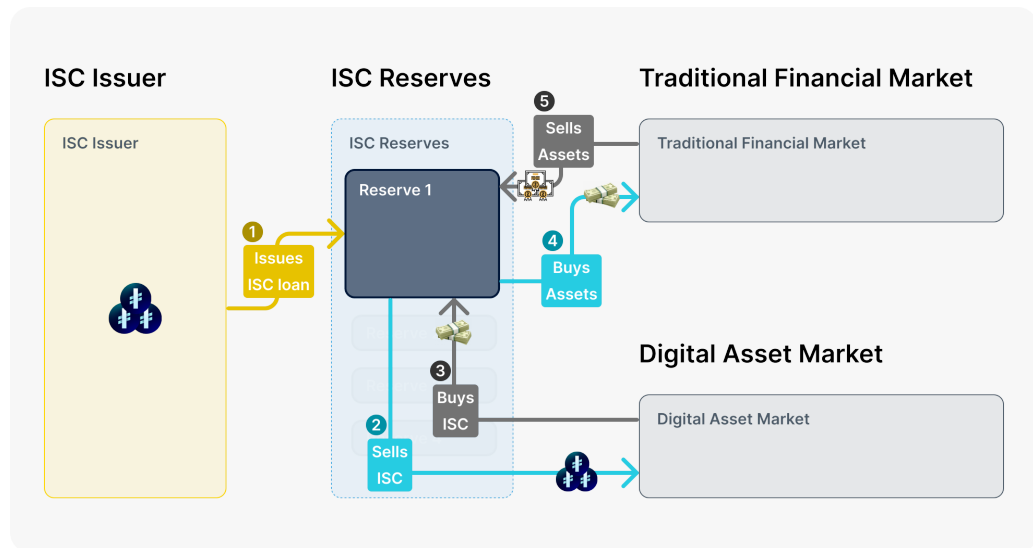 ISC Issuer
ISC Reserves
Traditional Financial Market
5
Sells
Assets
ISC Issuer
ISC Reserves
Traditional Financial Market
Reserve 1
1
Issues
ISC loan
4
Buys
Assets
Digital Asset Market
3
Buys
ISC
Digital Asset Market
2
Sells
ISC